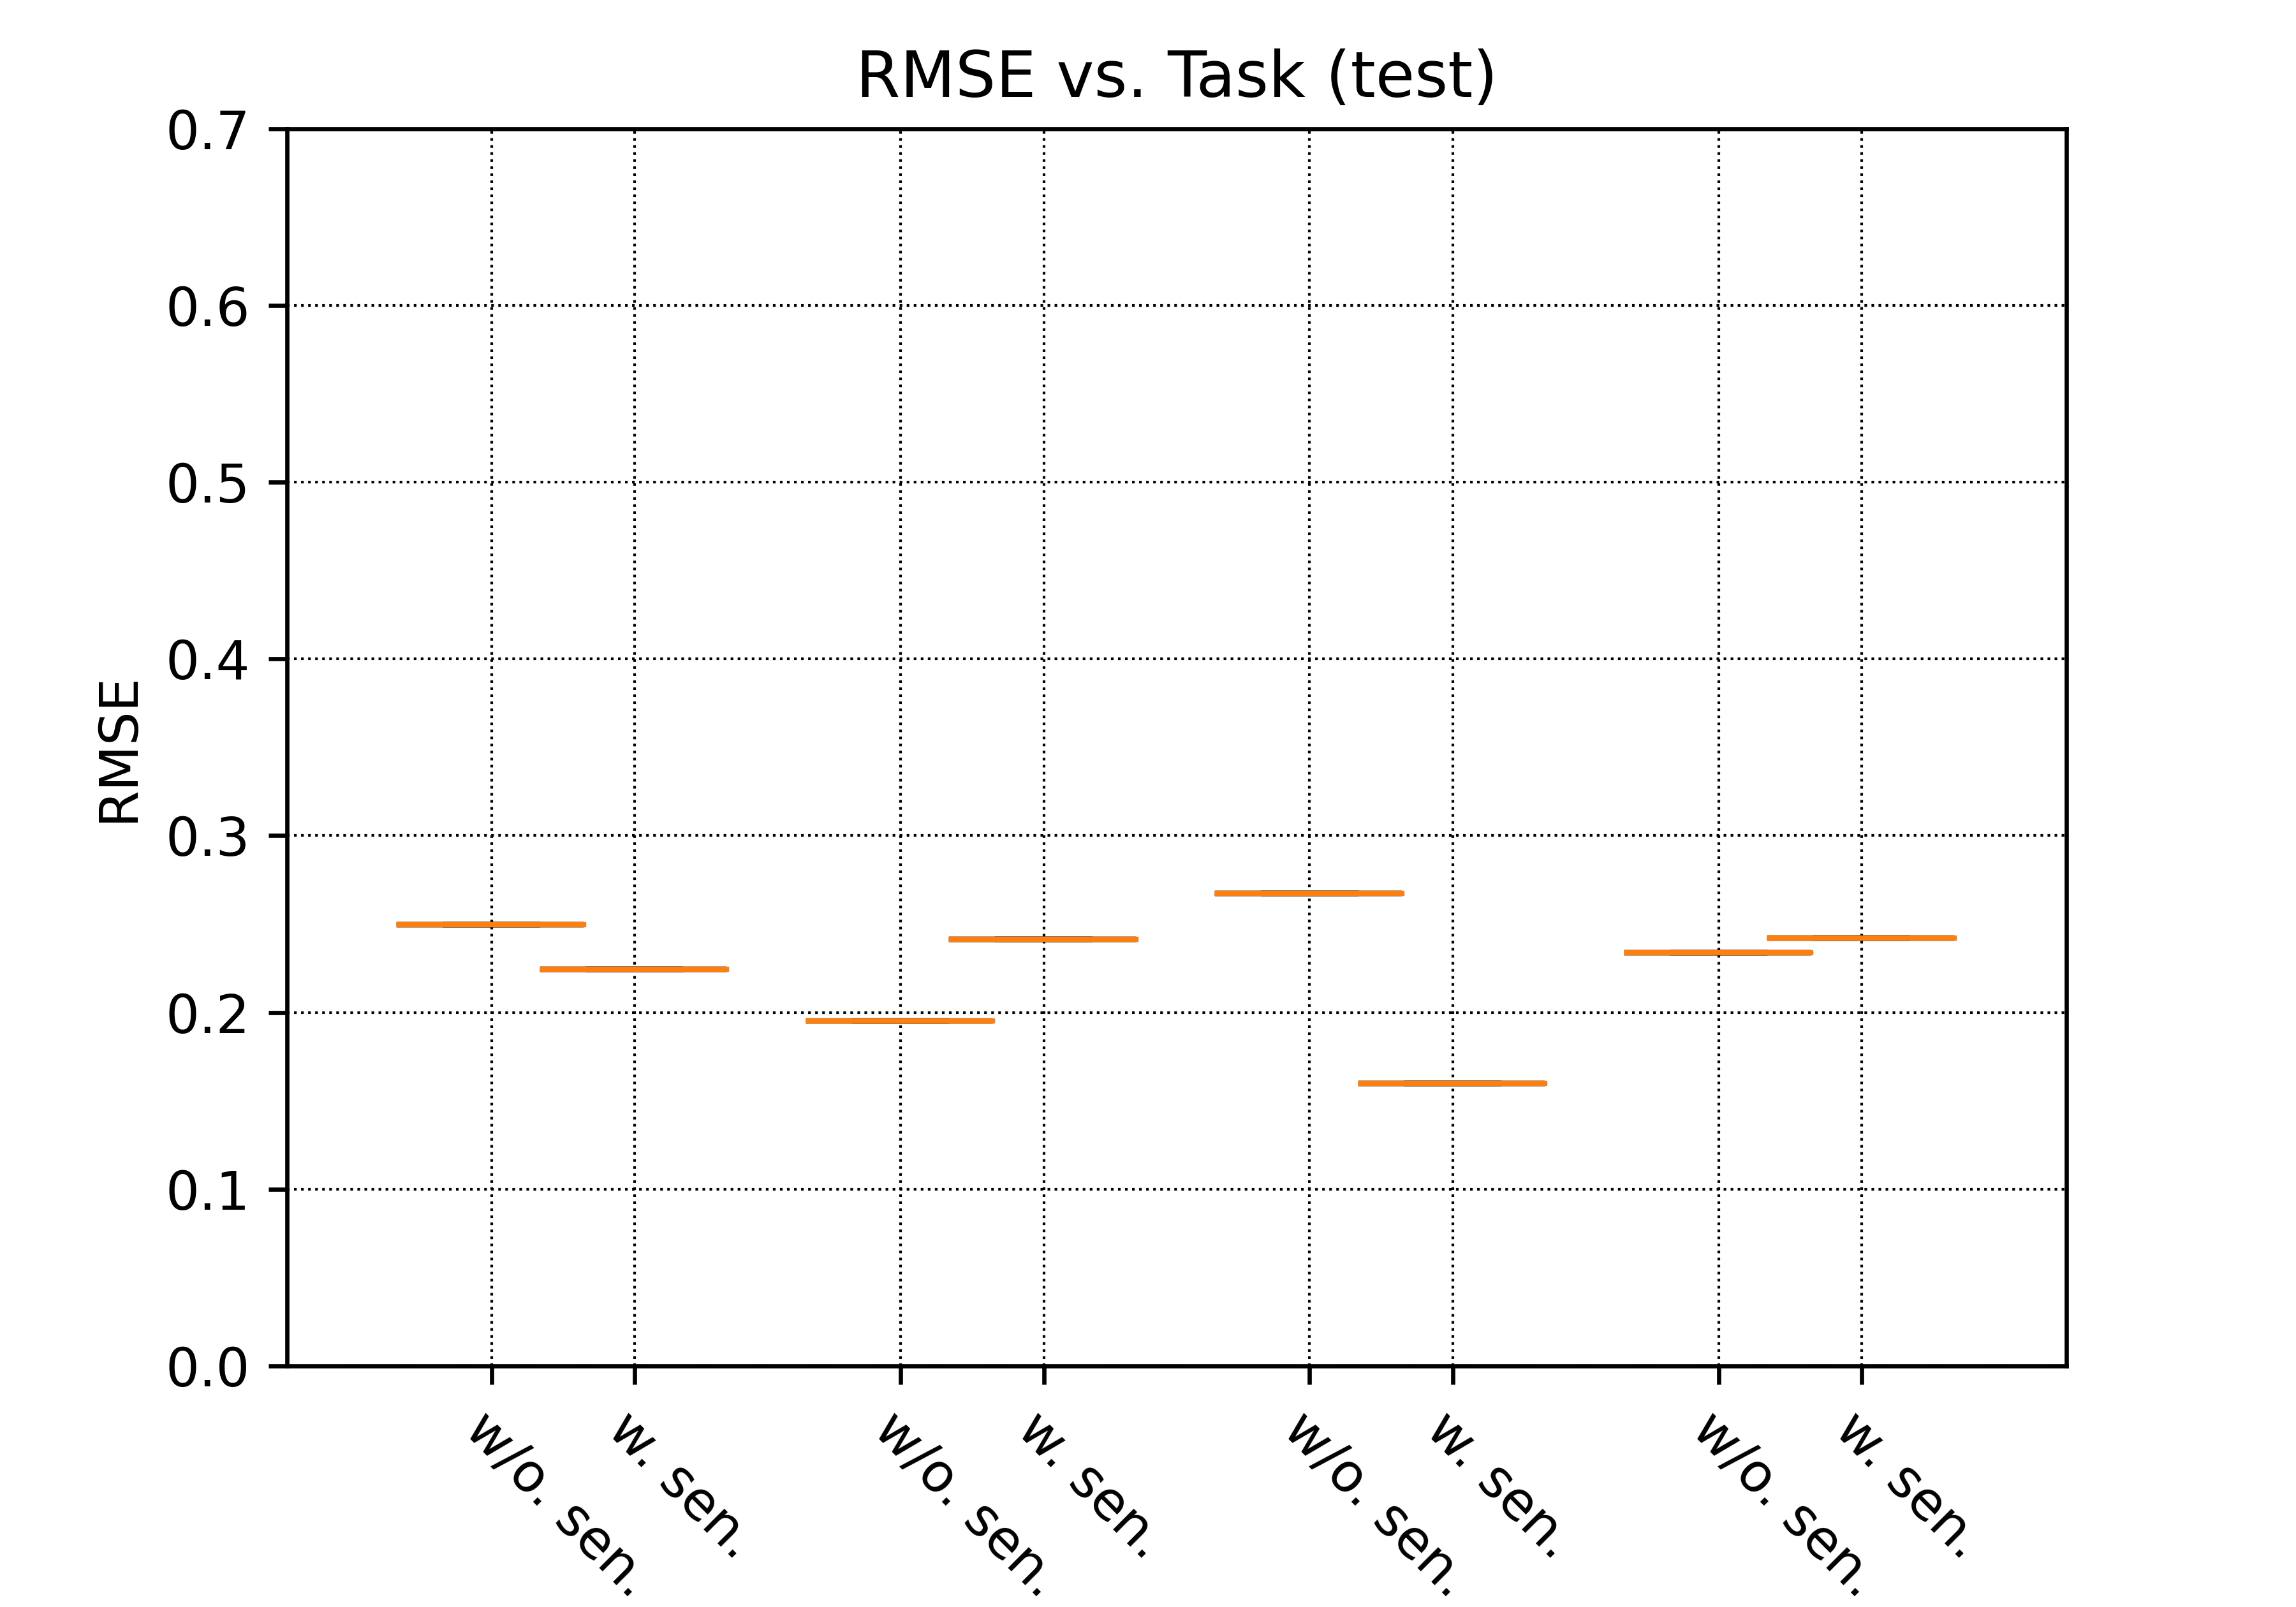 RMSE vs. Task (test)
0.7
0.6
0.5
0.4
0.3
0.2
0.1
0.0
RMSE
w/o. sen.
w. sen.
w/o. sen.
w. sen.
w/o. sen.
w. sen.
w/o. sen.
w. sen.